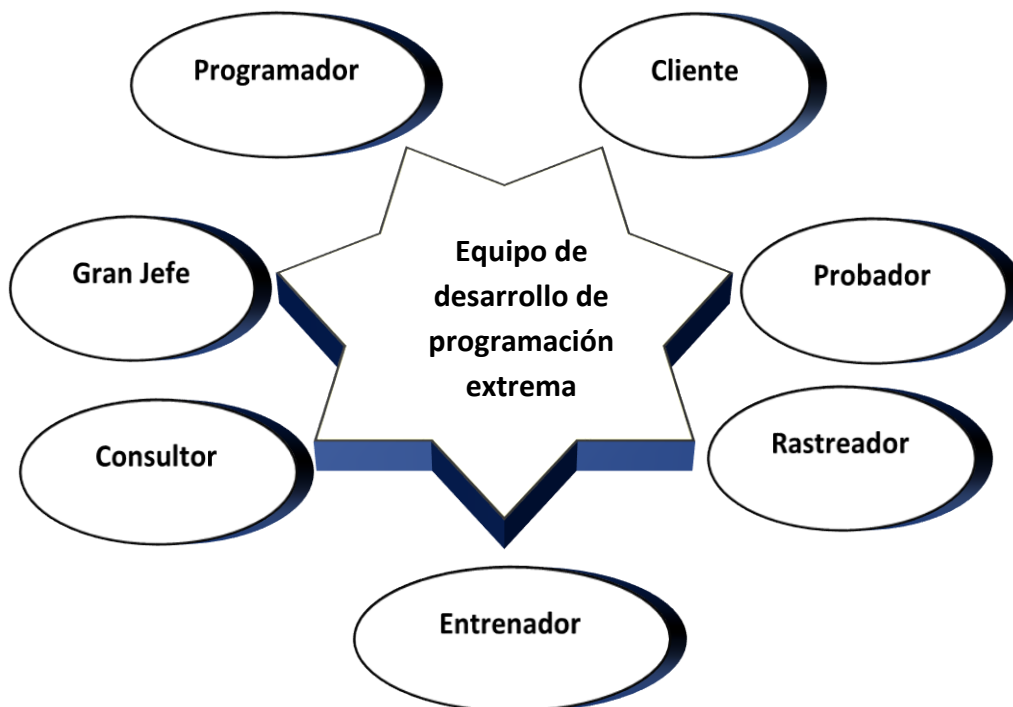 Programador
Cliente
Gran Jefe
Equipo de
desarrollo de
programación
extrema
Probador
Consultor
Rastreador
Entrenador